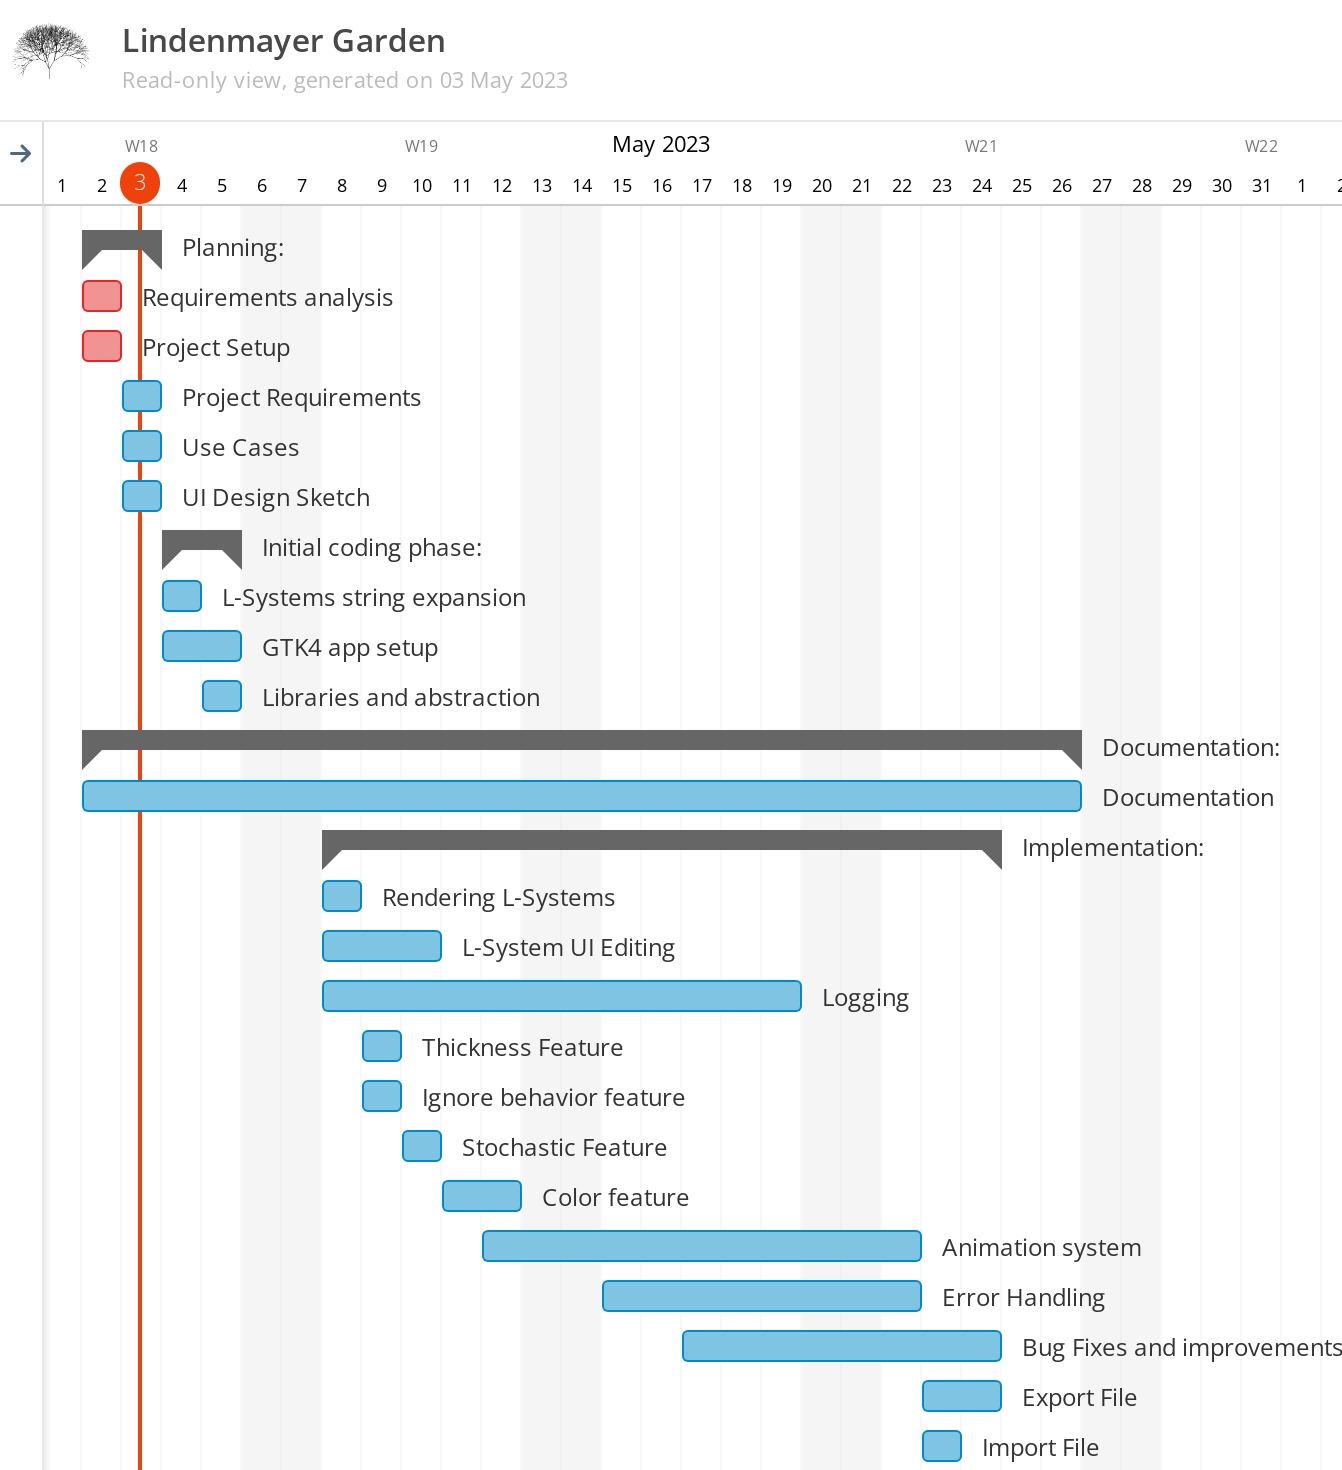 Lindenmayer Garden
Read-only view, generated on 03 May 2023
W18 W19 May 2023 W21 W22
1 2 3 4 5 6 7 8 9 10 11 12 13 14 15 16 17 18 19 20 21 22 23 24 25 26 27 28 29 30 31 1 2
Planning:
Requirements analysis
Project Setup
Project Requirements
Use Cases
UI Design Sketch
Initial coding phase:
L-Systems string expansion
GTK4 app setup
Libraries and abstraction
Documentation:
Documentation
Implementation:
Rendering L-Systems
L-System UI Editing
Logging
Thickness Feature
Ignore behavior feature
Stochastic Feature
Color feature
Animation system
Error Handling
Bug Fixes and improvements
Export File
Import File